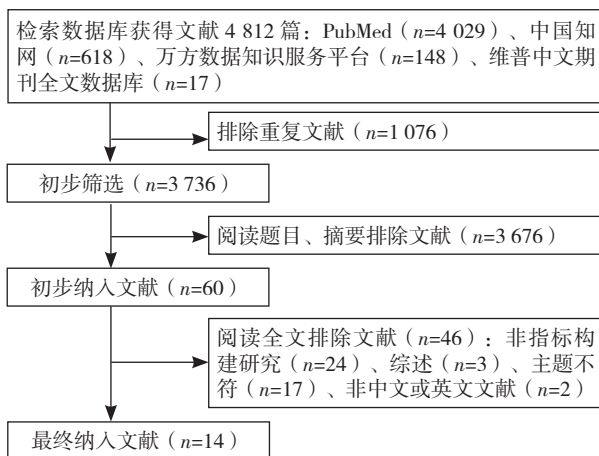 检索数据库获得文献 4 812 篇：PubMed（n=4 029）、中国知
网（n=618）、万方数据知识服务平台（n=148）、维普中文期
刊全文数据库（n=17）
排除重复文献（n=1 076）
初步筛选（n=3 736）
阅读题目、摘要排除文献（n=3 676）
初步纳入文献（n=60）
阅读全文排除文献（n=46）：非指标构
建研究（n=24）、综述（n=3）、主题不
符（n=17）、非中文或英文文献（n=2）
最终纳入文献（n=14）